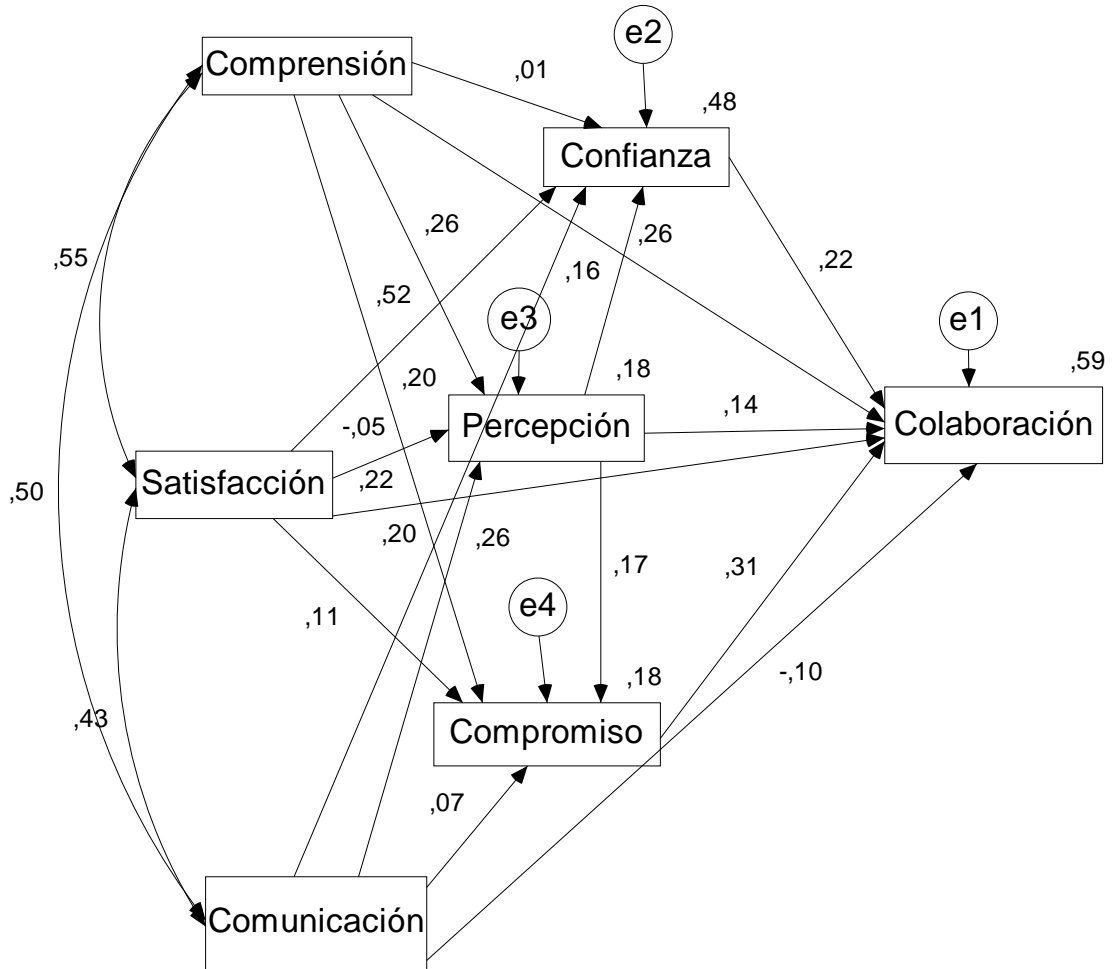 e2
Comprensión
,01
,48
Confianza
,26
,26
,55
,16
,22
,52
e3
e1
,20
,18
,59
-,05
Percepción
,14
Colaboración
Satisfacción
,22
,50
,20
,26
,17
,31
e4
,11
,18
-,10
,43
Compromiso
,07
Comunicación